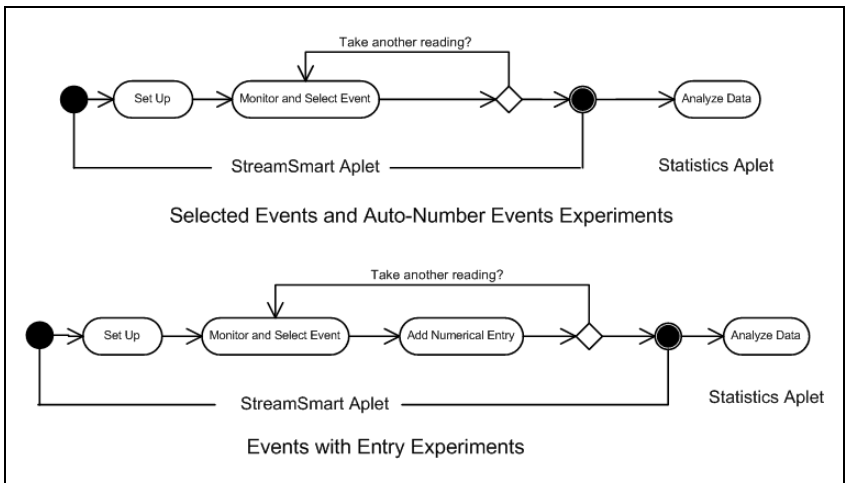 Take another reading?
Set Up
Monitor and Select Event
Analyze Data
StreamSmart Aplet
Statistics Aplet
Selected Events and Auto-Number Events Experiments
Take another reading?
Set Up
Monitor and Select Event
Add Numerical Entry
Analyze Data
StreamSmart Aplet
Statistics Aplet
Events with Entry Experiments